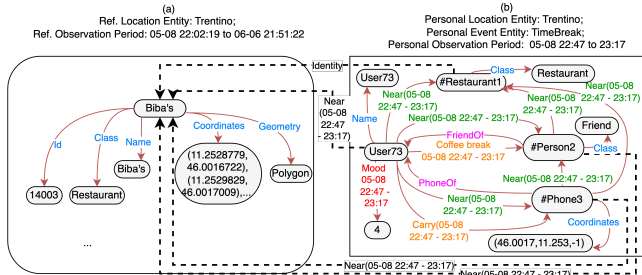 (a)
Ref. Location Entity: Trentino;
Ref. Observation Period: 05-08 22:02:19 to 06-06 21:51:22
Biba's
Id
Class
Name
Coordinates
Geometry
14003
Restaurant
Biba's
(11.2528779,
46.0016722),
(11.2529829,
46.0017009),...
Polygon
...
(b)
Personal Location Entity: Trentino;
Personal Event Entity: TimeBreak;
Personal Observation Period: 05-08 22:47 to 23:17
Identity
Near
(05-08
22:47
- 23:17)
User73
Name
User73
Class
#Restaurant1
Restaurant
Near(05-08
22:47 - 23:17)
Near(05-08
22:47 - 23:17)
Near(05-08
22:47 - 23:17)
Near(05-08
22:47 - 23:17)
FriendOf
Coffee break
05-08 22:47 - 23:17
#Person2
Friend
Class
Mood
05-08
22:47 -
23:17)
4
PhoneOf
Near(05-08
22:47 - 23:17)
Near(05-08
22:47 - 23:17)
#Phone3
Carry(05-08
22:47 - 23:17)
Coordinates
(46.0017,11.253,-1)
Near(05-08 22:47 - 23:17)
Near(05-08 22:47 - 23:17)